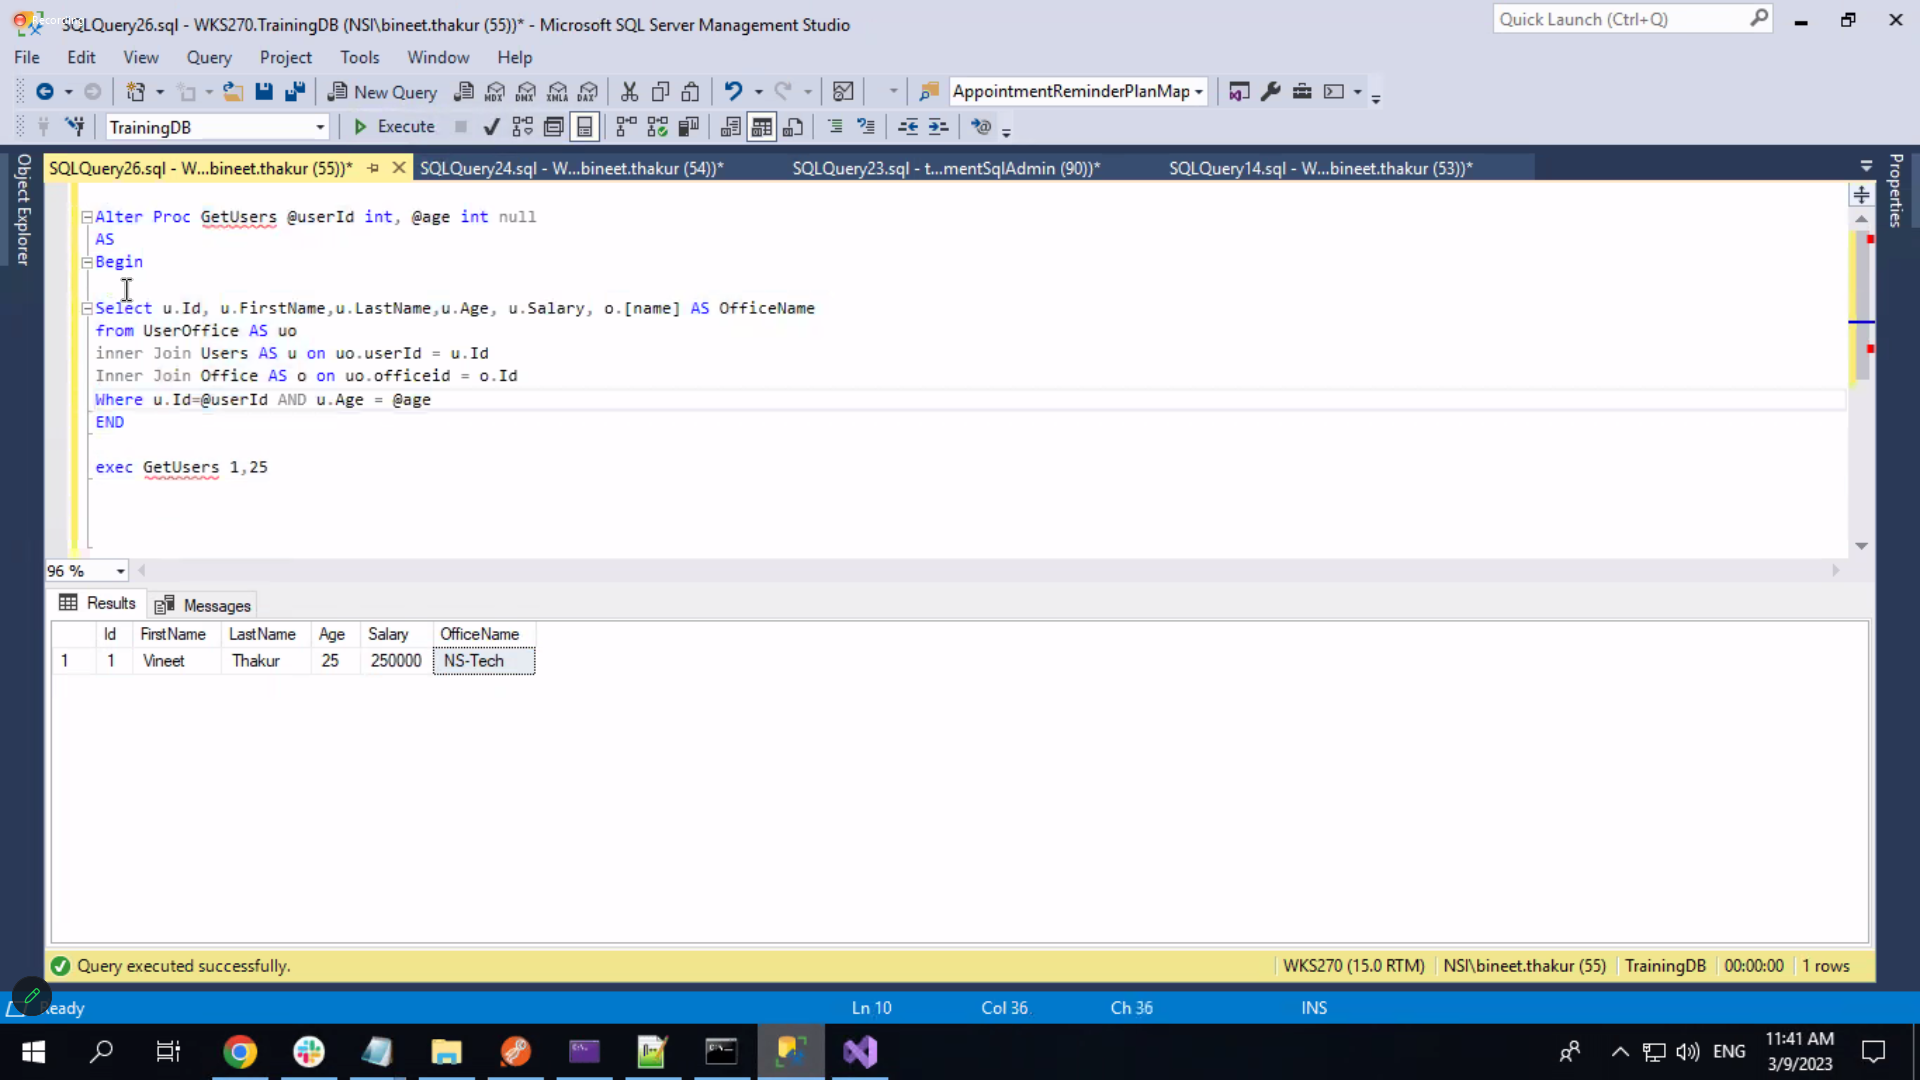 Recording
SQLQuery26.sql - WKS270.TrainingDB (NSI\bineet.thakur (55))* - Microsoft SQL Server Management Studio
Quick Launch (Ctrl+Q)
File Edit View Query Project Tools Window Help
New Query
MDX DMX XMLA DAX
AppointmentReminderPlanMap
TrainingDB
Execute
Object Explorer
SQLQuery26.sql - W...bineet.thakur (55))*
SQLQuery24.sql - W...bineet.thakur (54))*
SQLQuery23.sql - t...mentSqlAdmin (90))*
SQLQuery14.sql - W...bineet.thakur (53))*
Properties
Alter Proc GetUsers @userId int, @age int null
AS
Begin
Select u.Id, u.FirstName,u.LastName,u.Age, u.Salary, o.[name] AS OfficeName
from UserOffice AS uo
inner Join Users AS u on uo.userId = u.Id
Inner Join Office AS o on uo.officeid = o.Id
Where u.Id=@userId AND u.Age = @age
END
exec GetUsers 1,25
96 %
Results Messages
Id FirstName LastName Age Salary OfficeName
1 1 Vineet Thakur 25 250000 NS-Tech
Query executed successfully.
WKS270 (15.0 RTM) NSI\bineet.thakur (55) TrainingDB 00:00:00 1 rows
Ready
Ln 10 Col 36 Ch 36 INS
ENG
11:41 AM
3/9/2023